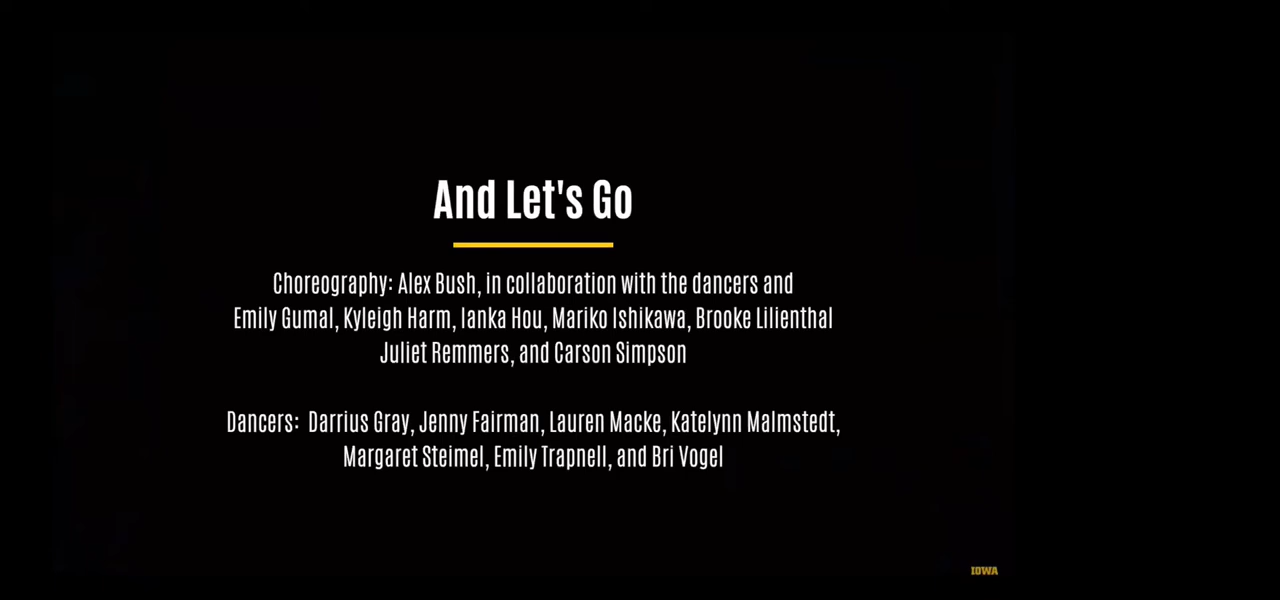 And Let's Go
Choreography: Alex Bush, in collaboration with the dancers and
Emily Gumal, Kyleigh Harm, Ianka Hou, Mariko Ishikawa, Brooke Lilienthal
Juliet Remmers, and Carson Simpson
Dancers: Darrius Gray, Jenny Fairman, Lauren Macke, Katelynn Malmstedt,
Margaret Steimel, Emily Trapnell, and Bri Vogel
IOWA